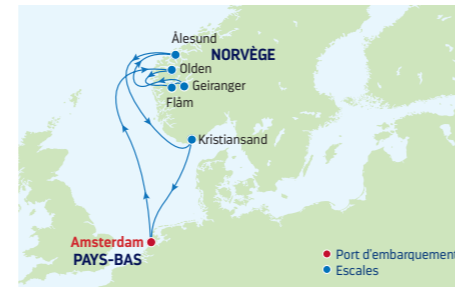 Ålesund
NORVÈGE
Olden
Geiranger
Flåm
Kristiansand
Amsterdam
PAYS-BAS
Port d'embarquement
Escales